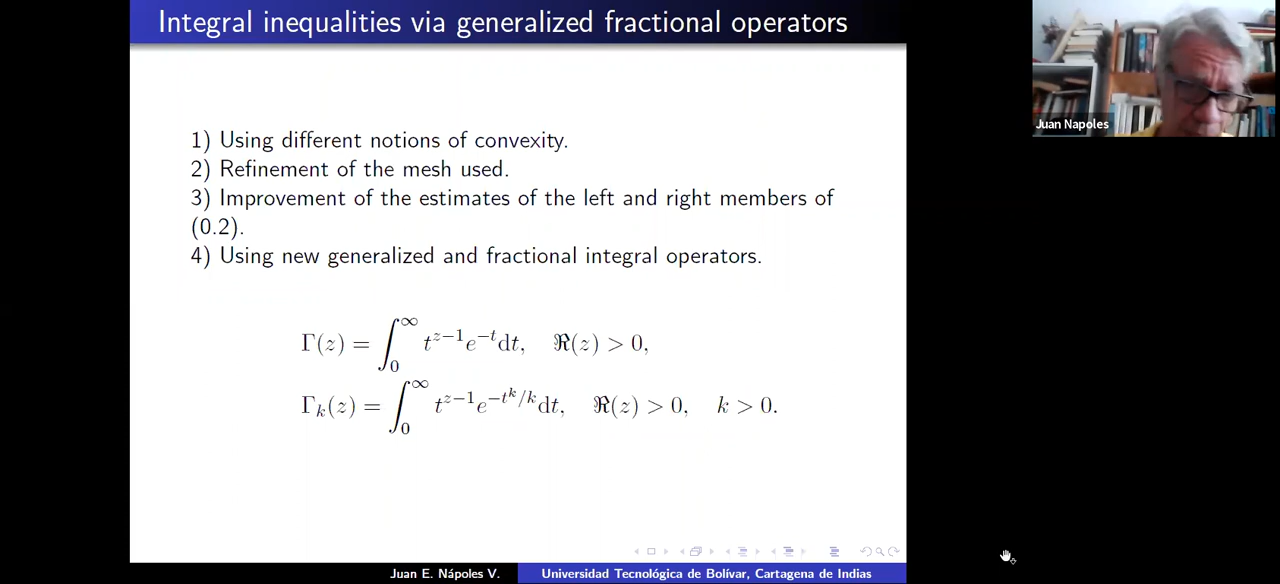 Integral inequalities via generalized fractional operators
Juan Napoles
1) Using different notions of convexity.
2) Refinement of the mesh used.
3) Improvement of the estimates of the left and right members of
(0.2).
4) Using new generalized and fractional integral operators.
Γ(z) = ∫₀^∞ t^{z−1} e^{−t} dt, ℜ(z) > 0,
Γ_k(z) = ∫₀^∞ t^{z−1} e^{−t^k/k} dt, ℜ(z) > 0, k > 0.
Juan E. Nápoles V. Universidad Tecnológica de Bolívar, Cartagena de Indias